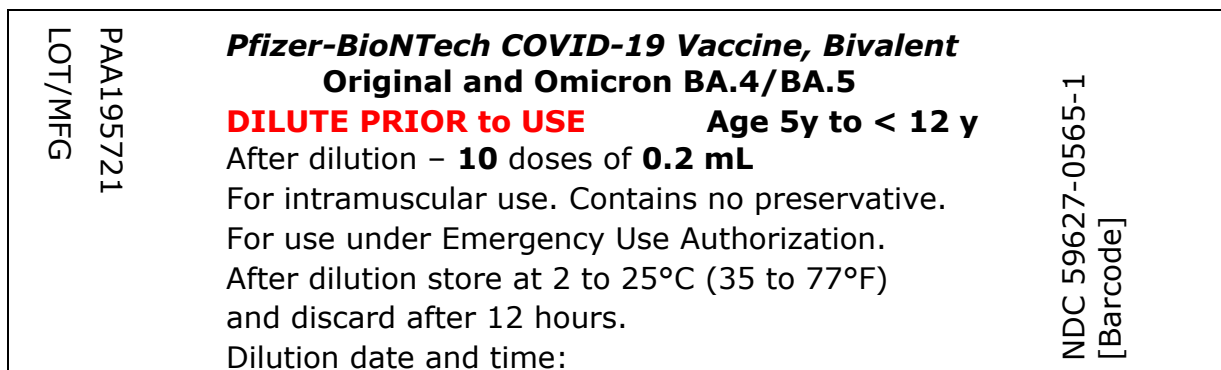 LOT/MFG
PAA195721
Pfizer-BioNTech COVID-19 Vaccine, Bivalent
Original and Omicron BA.4/BA.5
DILUTE PRIOR to USE Age 5y to < 12 y
After dilution – 10 doses of 0.2 mL
For intramuscular use. Contains no preservative.
For use under Emergency Use Authorization.
After dilution store at 2 to 25°C (35 to 77°F)
and discard after 12 hours.
Dilution date and time:
NDC 59627-0565-1
[Barcode]